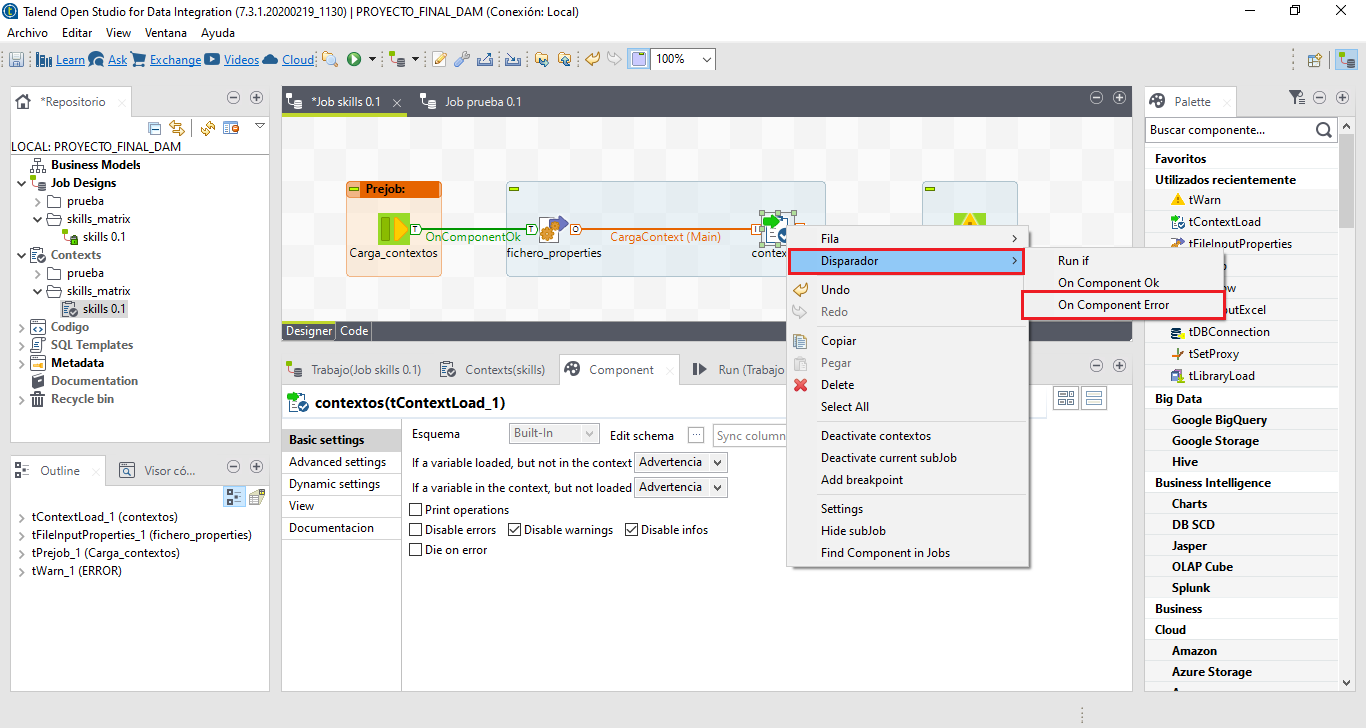 Talend Open Studio for Data Integration (7.3.1.20200219_1130) | PROYECTO_FINAL_DAM (Conexión: Local)
Archivo Editar View Ventana Ayuda
Learn Ask Exchange Videos Cloud 100%
*Repositorio
LOCAL: PROYECTO_FINAL_DAM
Business Models
Job Designs
prueba
skills_matrix
skills 0.1
Contexts
prueba
skills_matrix
skills 0.1
Codigo
SQL Templates
Metadata
Documentation
Recycle bin
Outline Visor có...
tContextLoad_1 (contextos)
tFileInputProperties_1 (fichero_properties)
tPrejob_1 (Carga_contextos)
tWarn_1 (ERROR)
*Job skills 0.1 Job prueba 0.1
Prejob:
T OnComponentOk T O CargaContext (Main) I
Carga_contextos fichero_properties contex
Designer Code
Fila
Disparador
Undo
Redo
Copiar
Pegar
Delete
Select All
Deactivate contextos
Deactivate current subJob
Add breakpoint
Settings
Hide subJob
Find Component in Jobs
Run if
On Component Ok
On Component Error
Trabajo(Job skills 0.1) Contexts(skills) Component Run (Trabajo
contextos(tContextLoad_1)
Basic settings
Advanced settings
Dynamic settings
View
Documentacion
Esquema Built-In Edit schema ... Sync column
If a variable loaded, but not in the context Advertencia
If a variable in the context, but not loaded Advertencia
Print operations
Disable errors Disable warnings Disable infos
Die on error
Palette
Buscar componente...
Favoritos
Utilizados recientemente
tWarn
tContextLoad
tFileInputProperties
utExcel
tDBConnection
tSetProxy
tLibraryLoad
Big Data
Google BigQuery
Google Storage
Hive
Business Intelligence
Charts
DB SCD
Jasper
OLAP Cube
Splunk
Business
Cloud
Amazon
Azure Storage